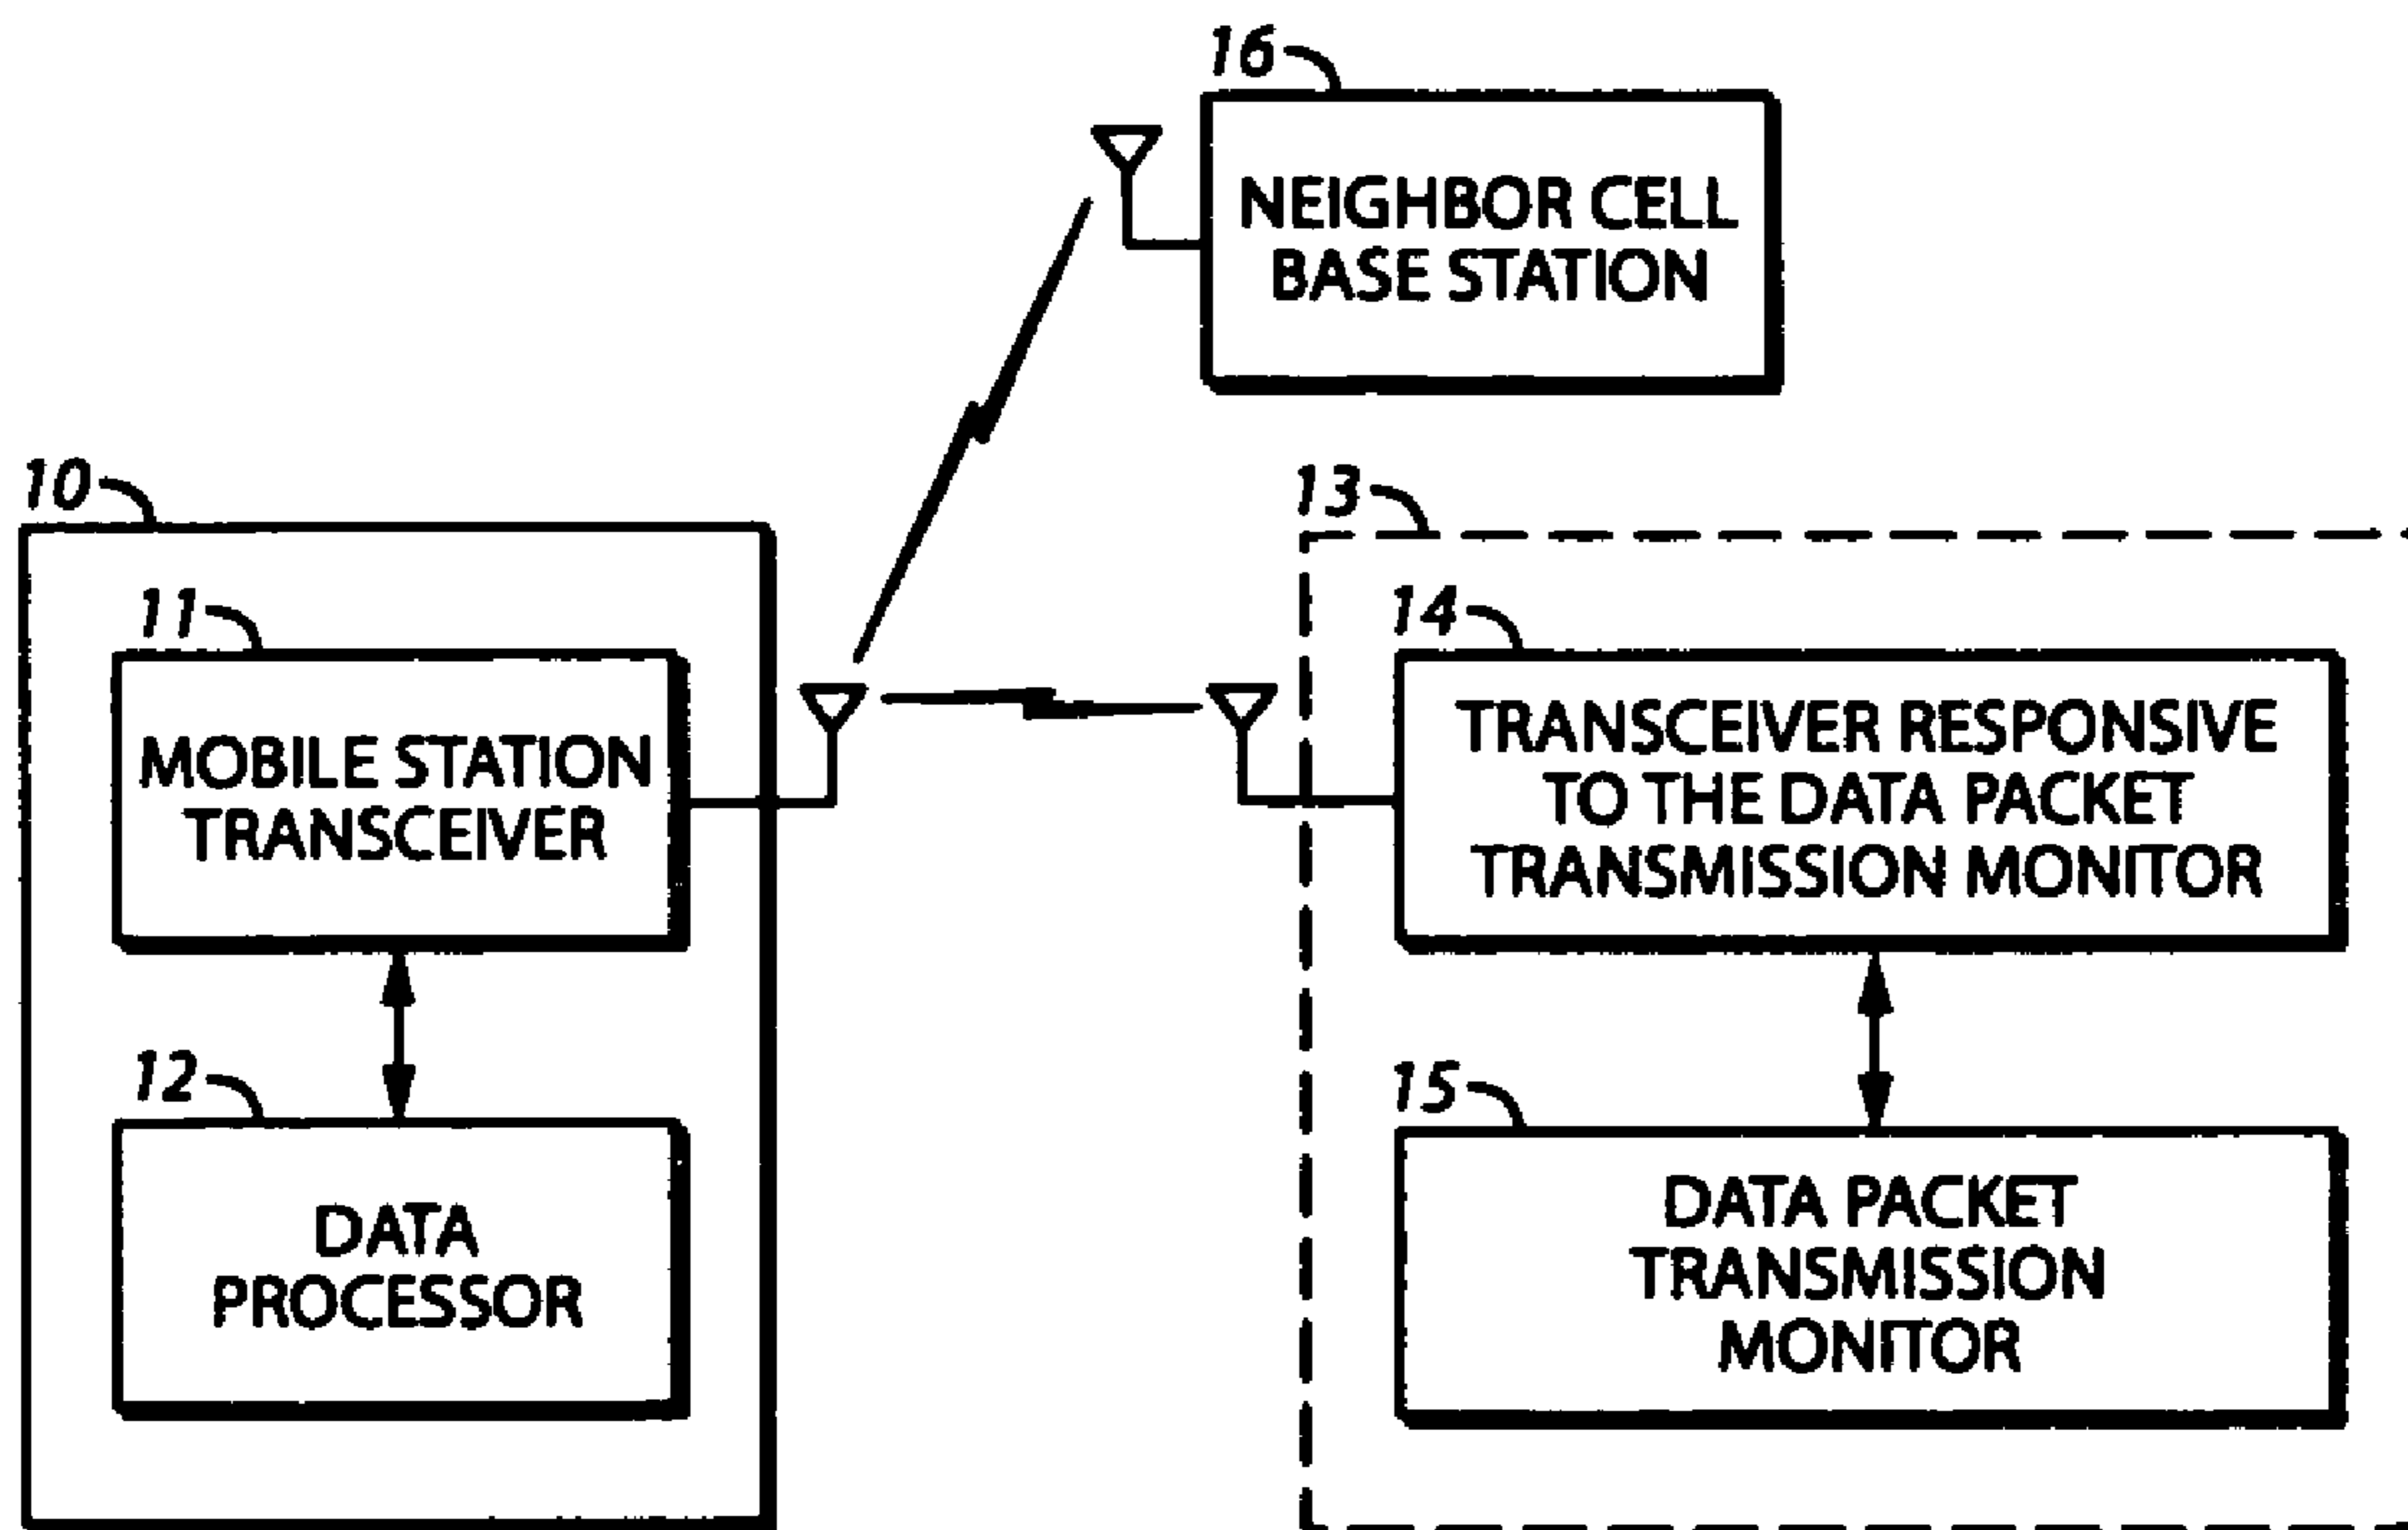 16
NEIGHBOR CELL
BASE STATION
10
13
11
MOBILE STATION
TRANSCEIVER
14
TRANSCEIVER RESPONSIVE
TO THE DATA PACKET
TRANSMISSION MONITOR
12
DATA
PROCESSOR
15
DATA PACKET
TRANSMISSION
MONITOR